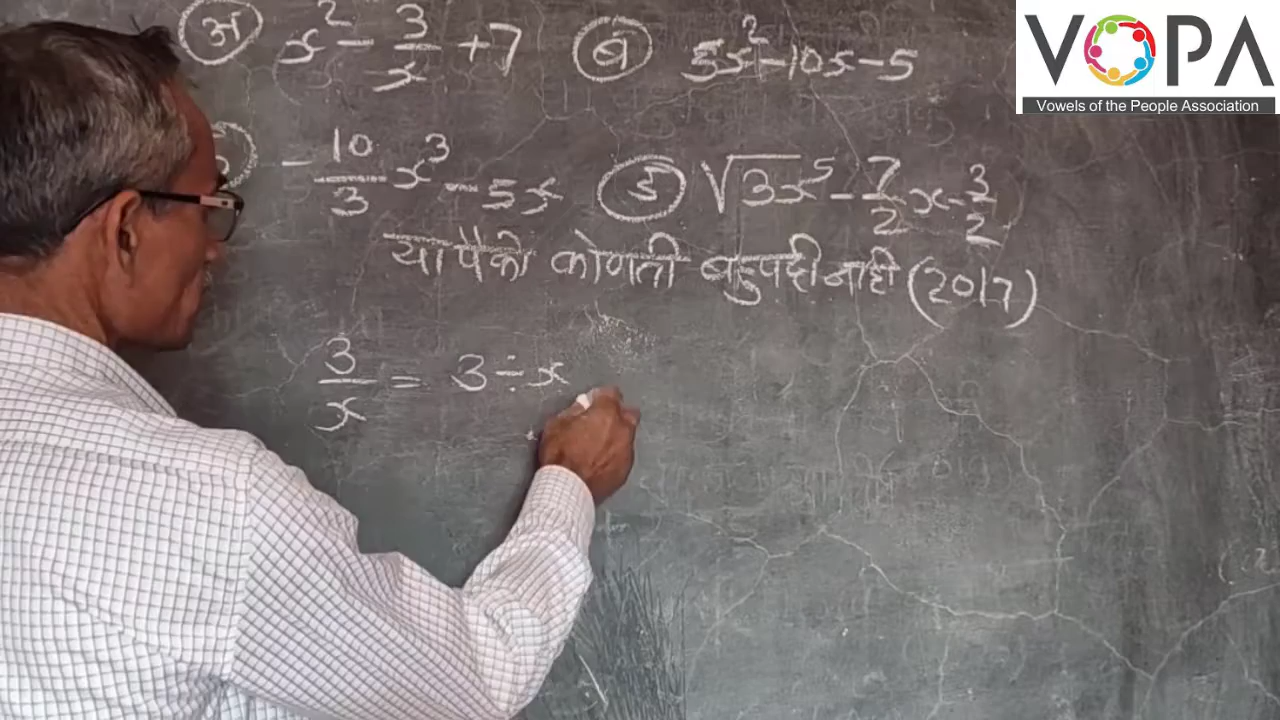 VOPA
Vowels of the People Association
अ x² - 3/x + 7 ब 5x² - 10x - 5
- 10/3 x³ - 5x ड √3x⁵ - 7/2 x - 3/2
यापैकी कोणती बहुपदी नाही (2017)
3/x = 3 ÷ x